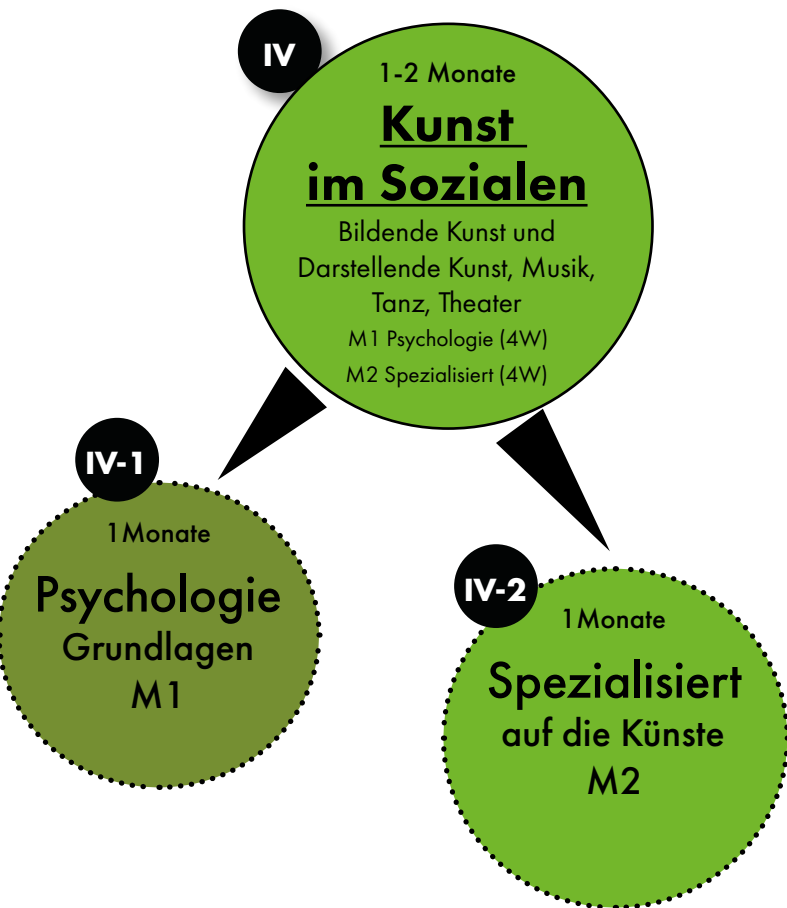 IV
1-2 Monate
Kunst
im Sozialen
Bildende Kunst und
Darstellende Kunst, Musik,
Tanz, Theater
M1 Psychologie (4W)
M2 Spezialisiert (4W)
IV-1
1Monate
Psychologie
Grundlagen
M1
IV-2
1Monate
Spezialisiert
auf die Künste
M2